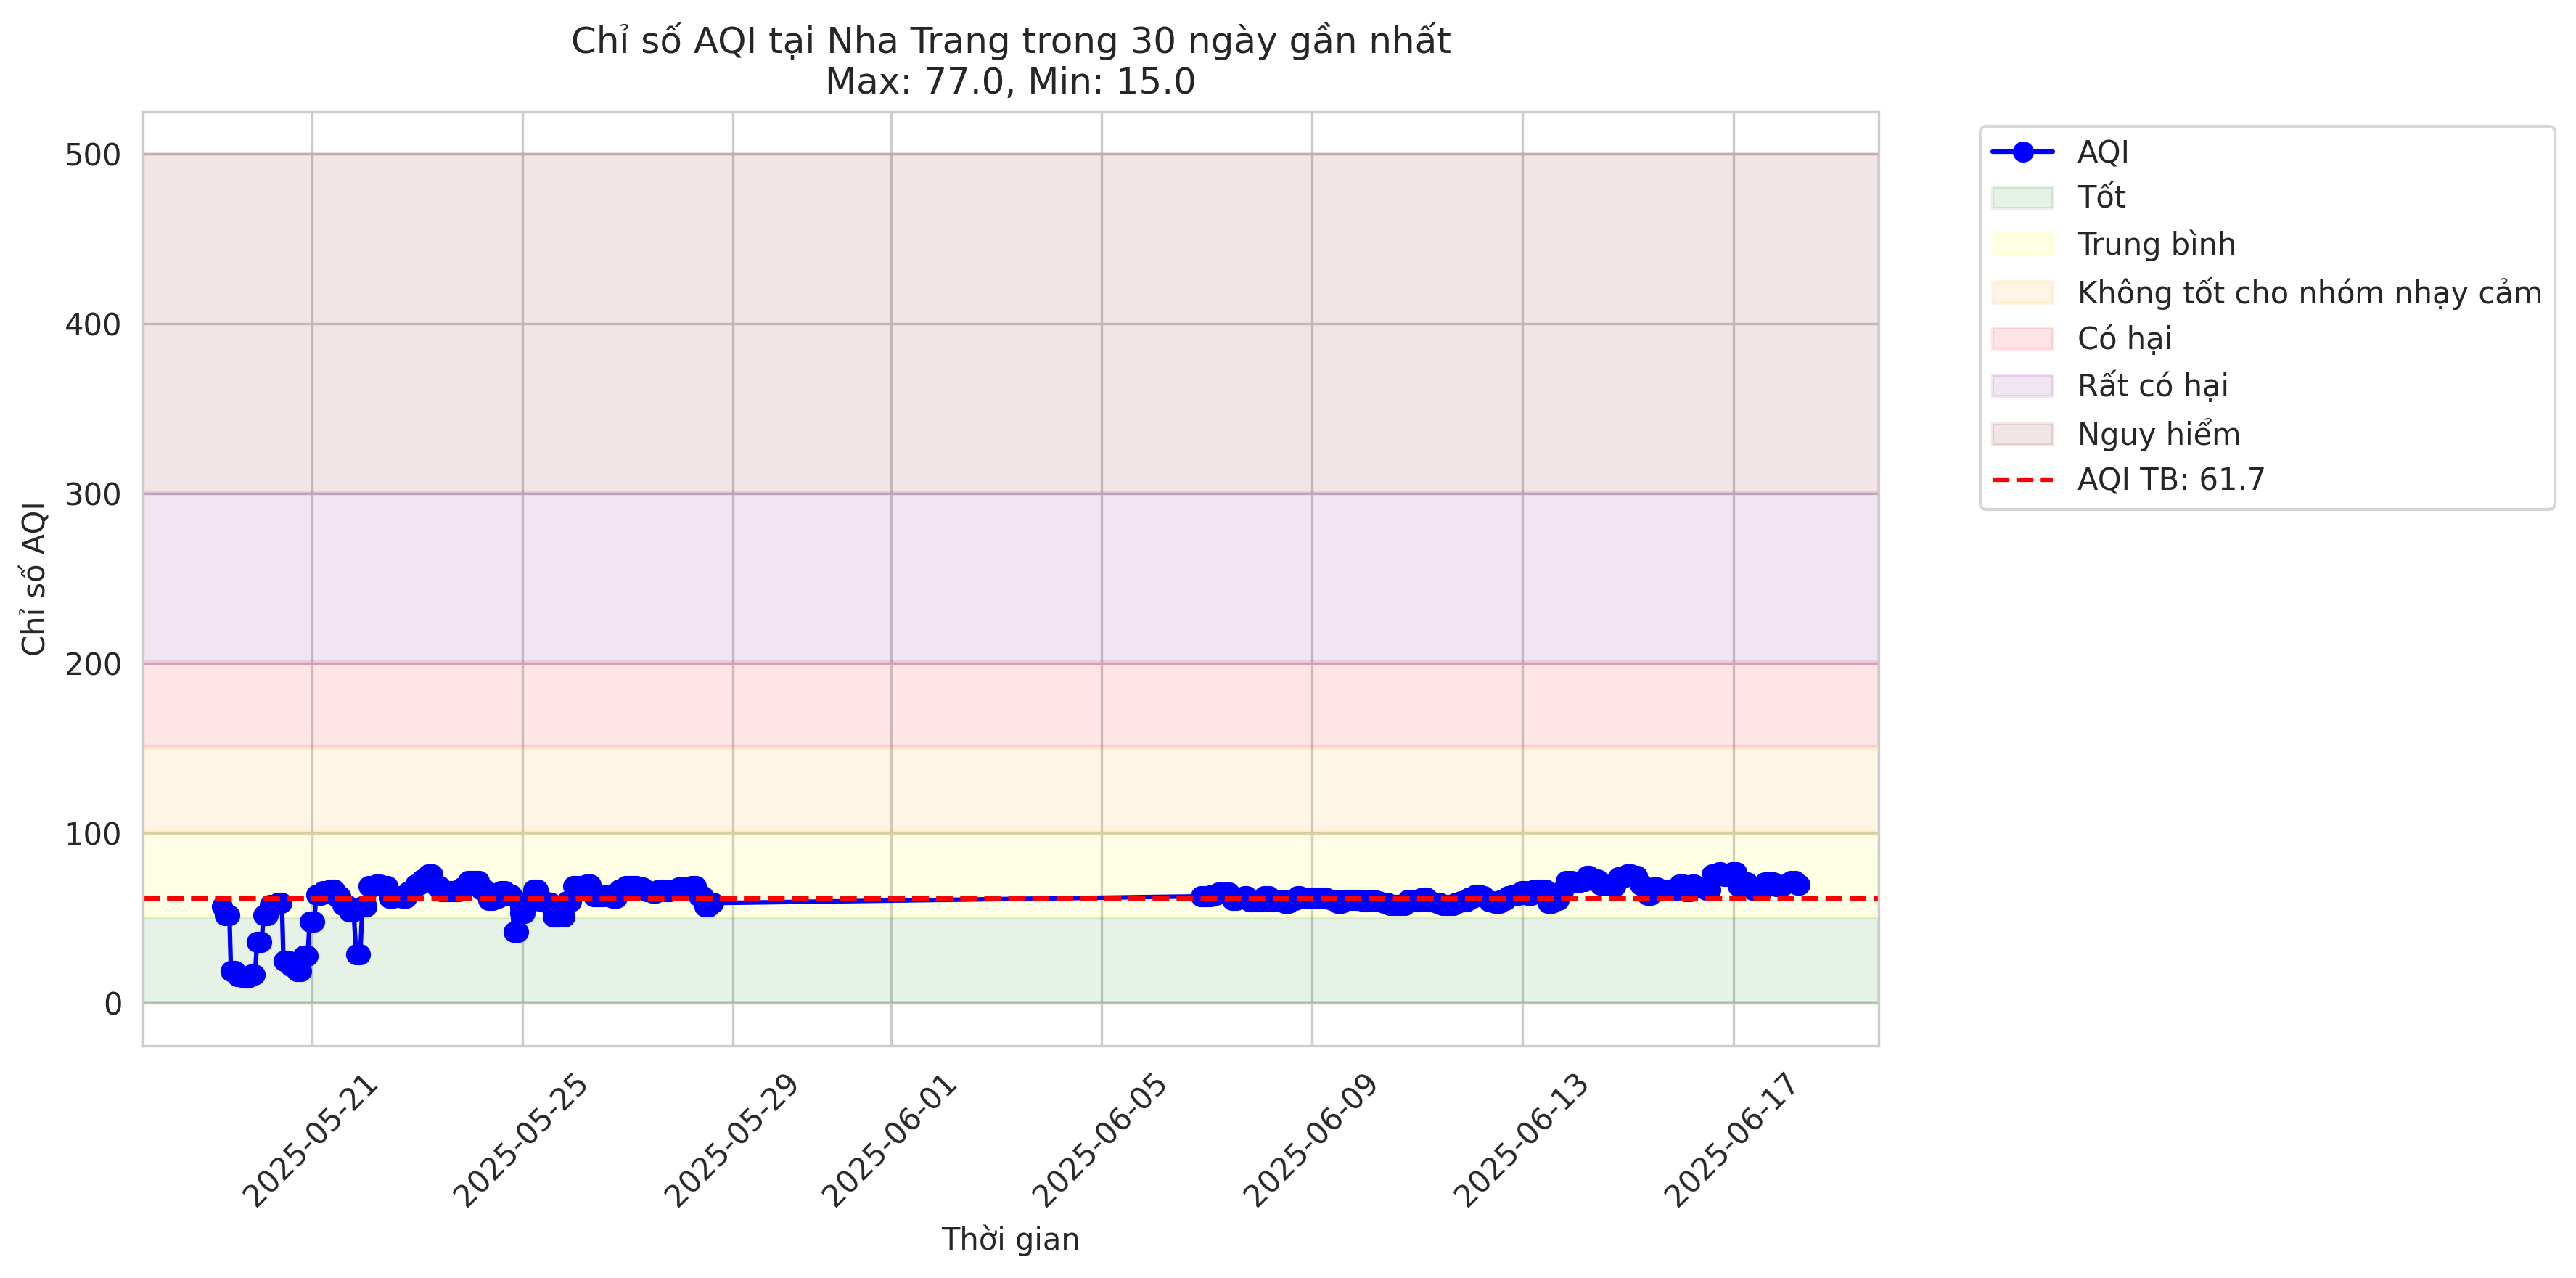 Chỉ số AQI tại Nha Trang trong 30 ngày gần nhất
Max: 77.0, Min: 15.0
Chỉ số AQI
500
400
300
200
100
0
2025-05-21
2025-05-25
2025-05-29
2025-06-01
2025-06-05
2025-06-09
2025-06-13
2025-06-17
Thời gian
AQI
Tốt
Trung bình
Không tốt cho nhóm nhạy cảm
Có hại
Rất có hại
Nguy hiểm
AQI TB: 61.7